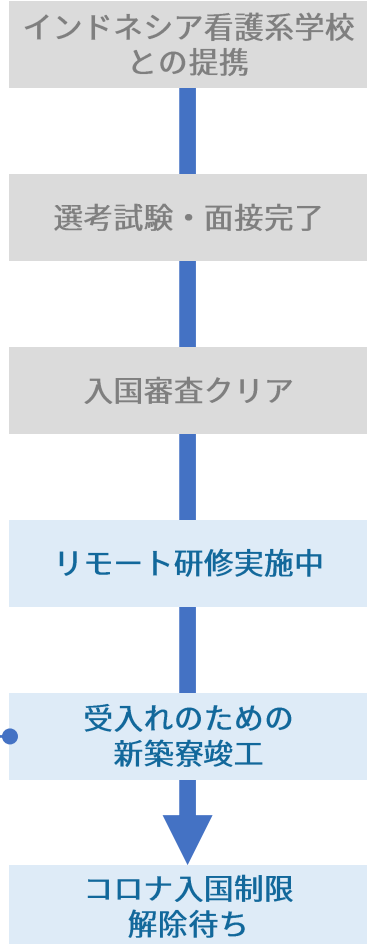 インドネシア看護系学校
との提携
選考試験・面接完了
入国審査クリア
リモート研修実施中
受入れのための
新築寮竣工
コロナ入国制限
解除待ち